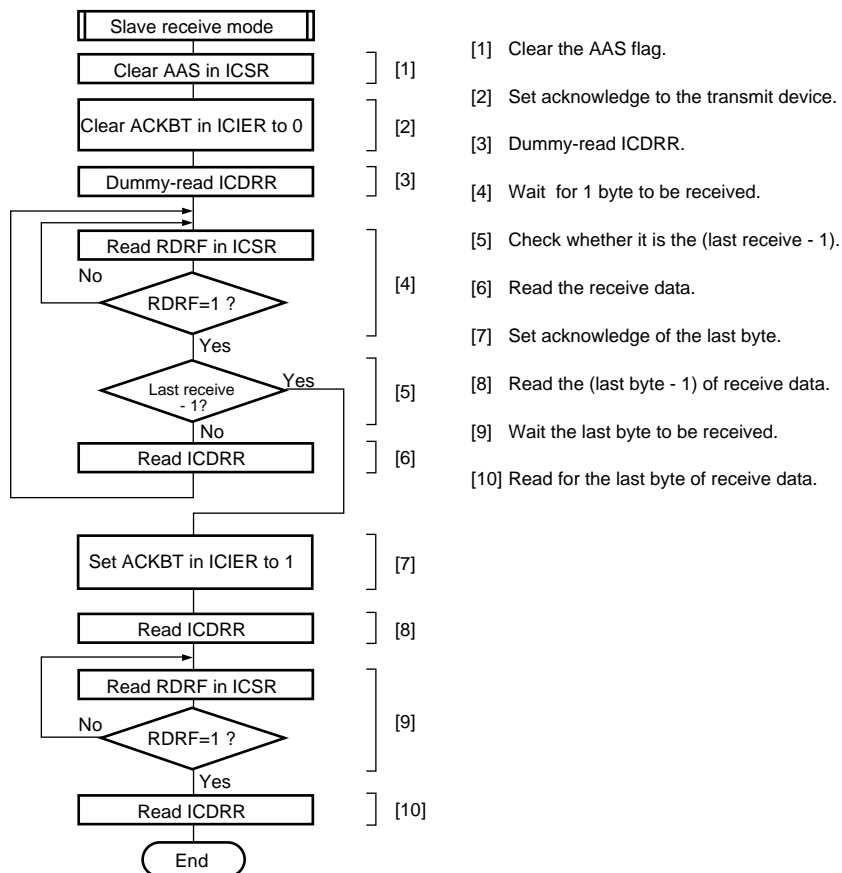 Slave receive mode
Clear AAS in ICSR
[1]
Clear ACKBT in ICIER to 0
[2]
Dummy-read ICDRR
[3]
Read RDRF in ICSR
No
RDRF=1 ?
[4]
Yes
Last receive
- 1?
Yes
[5]
No
Read ICDRR
[6]
Set ACKBT in ICIER to 1
[7]
Read ICDRR
[8]
Read RDRF in ICSR
No
RDRF=1 ?
[9]
Yes
Read ICDRR
[10]
End
[1] Clear the AAS flag.
[2] Set acknowledge to the transmit device.
[3] Dummy-read ICDRR.
[4] Wait for 1 byte to be received.
[5] Check whether it is the (last receive - 1).
[6] Read the receive data.
[7] Set acknowledge of the last byte.
[8] Read the (last byte - 1) of receive data.
[9] Wait the last byte to be received.
[10] Read for the last byte of receive data.